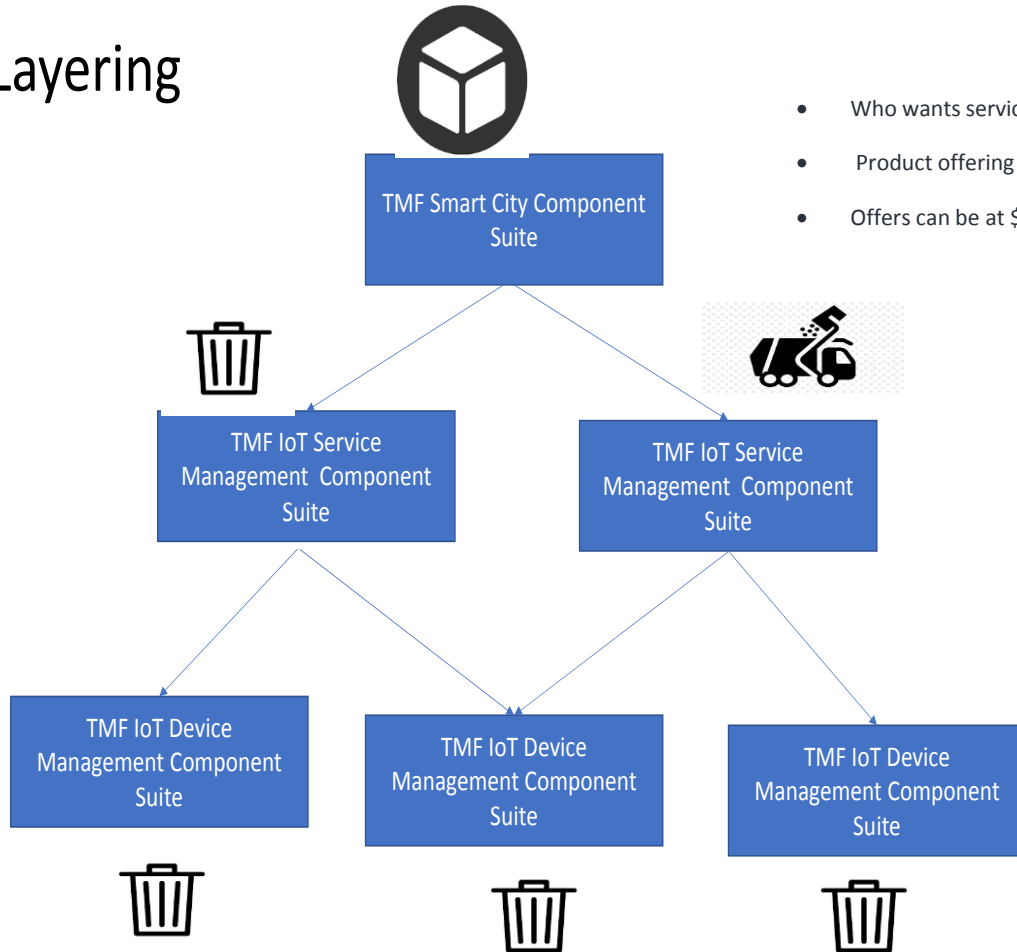 Layering
• Who wants servic
• Product offering
• Offers can be at $
TMF Smart City Component
Suite
TMF IoT Service
Management Component
Suite
TMF IoT Service
Management Component
Suite
TMF IoT Device
Management Component
Suite
TMF IoT Device
Management Component
Suite
TMF IoT Device
Management Component
Suite